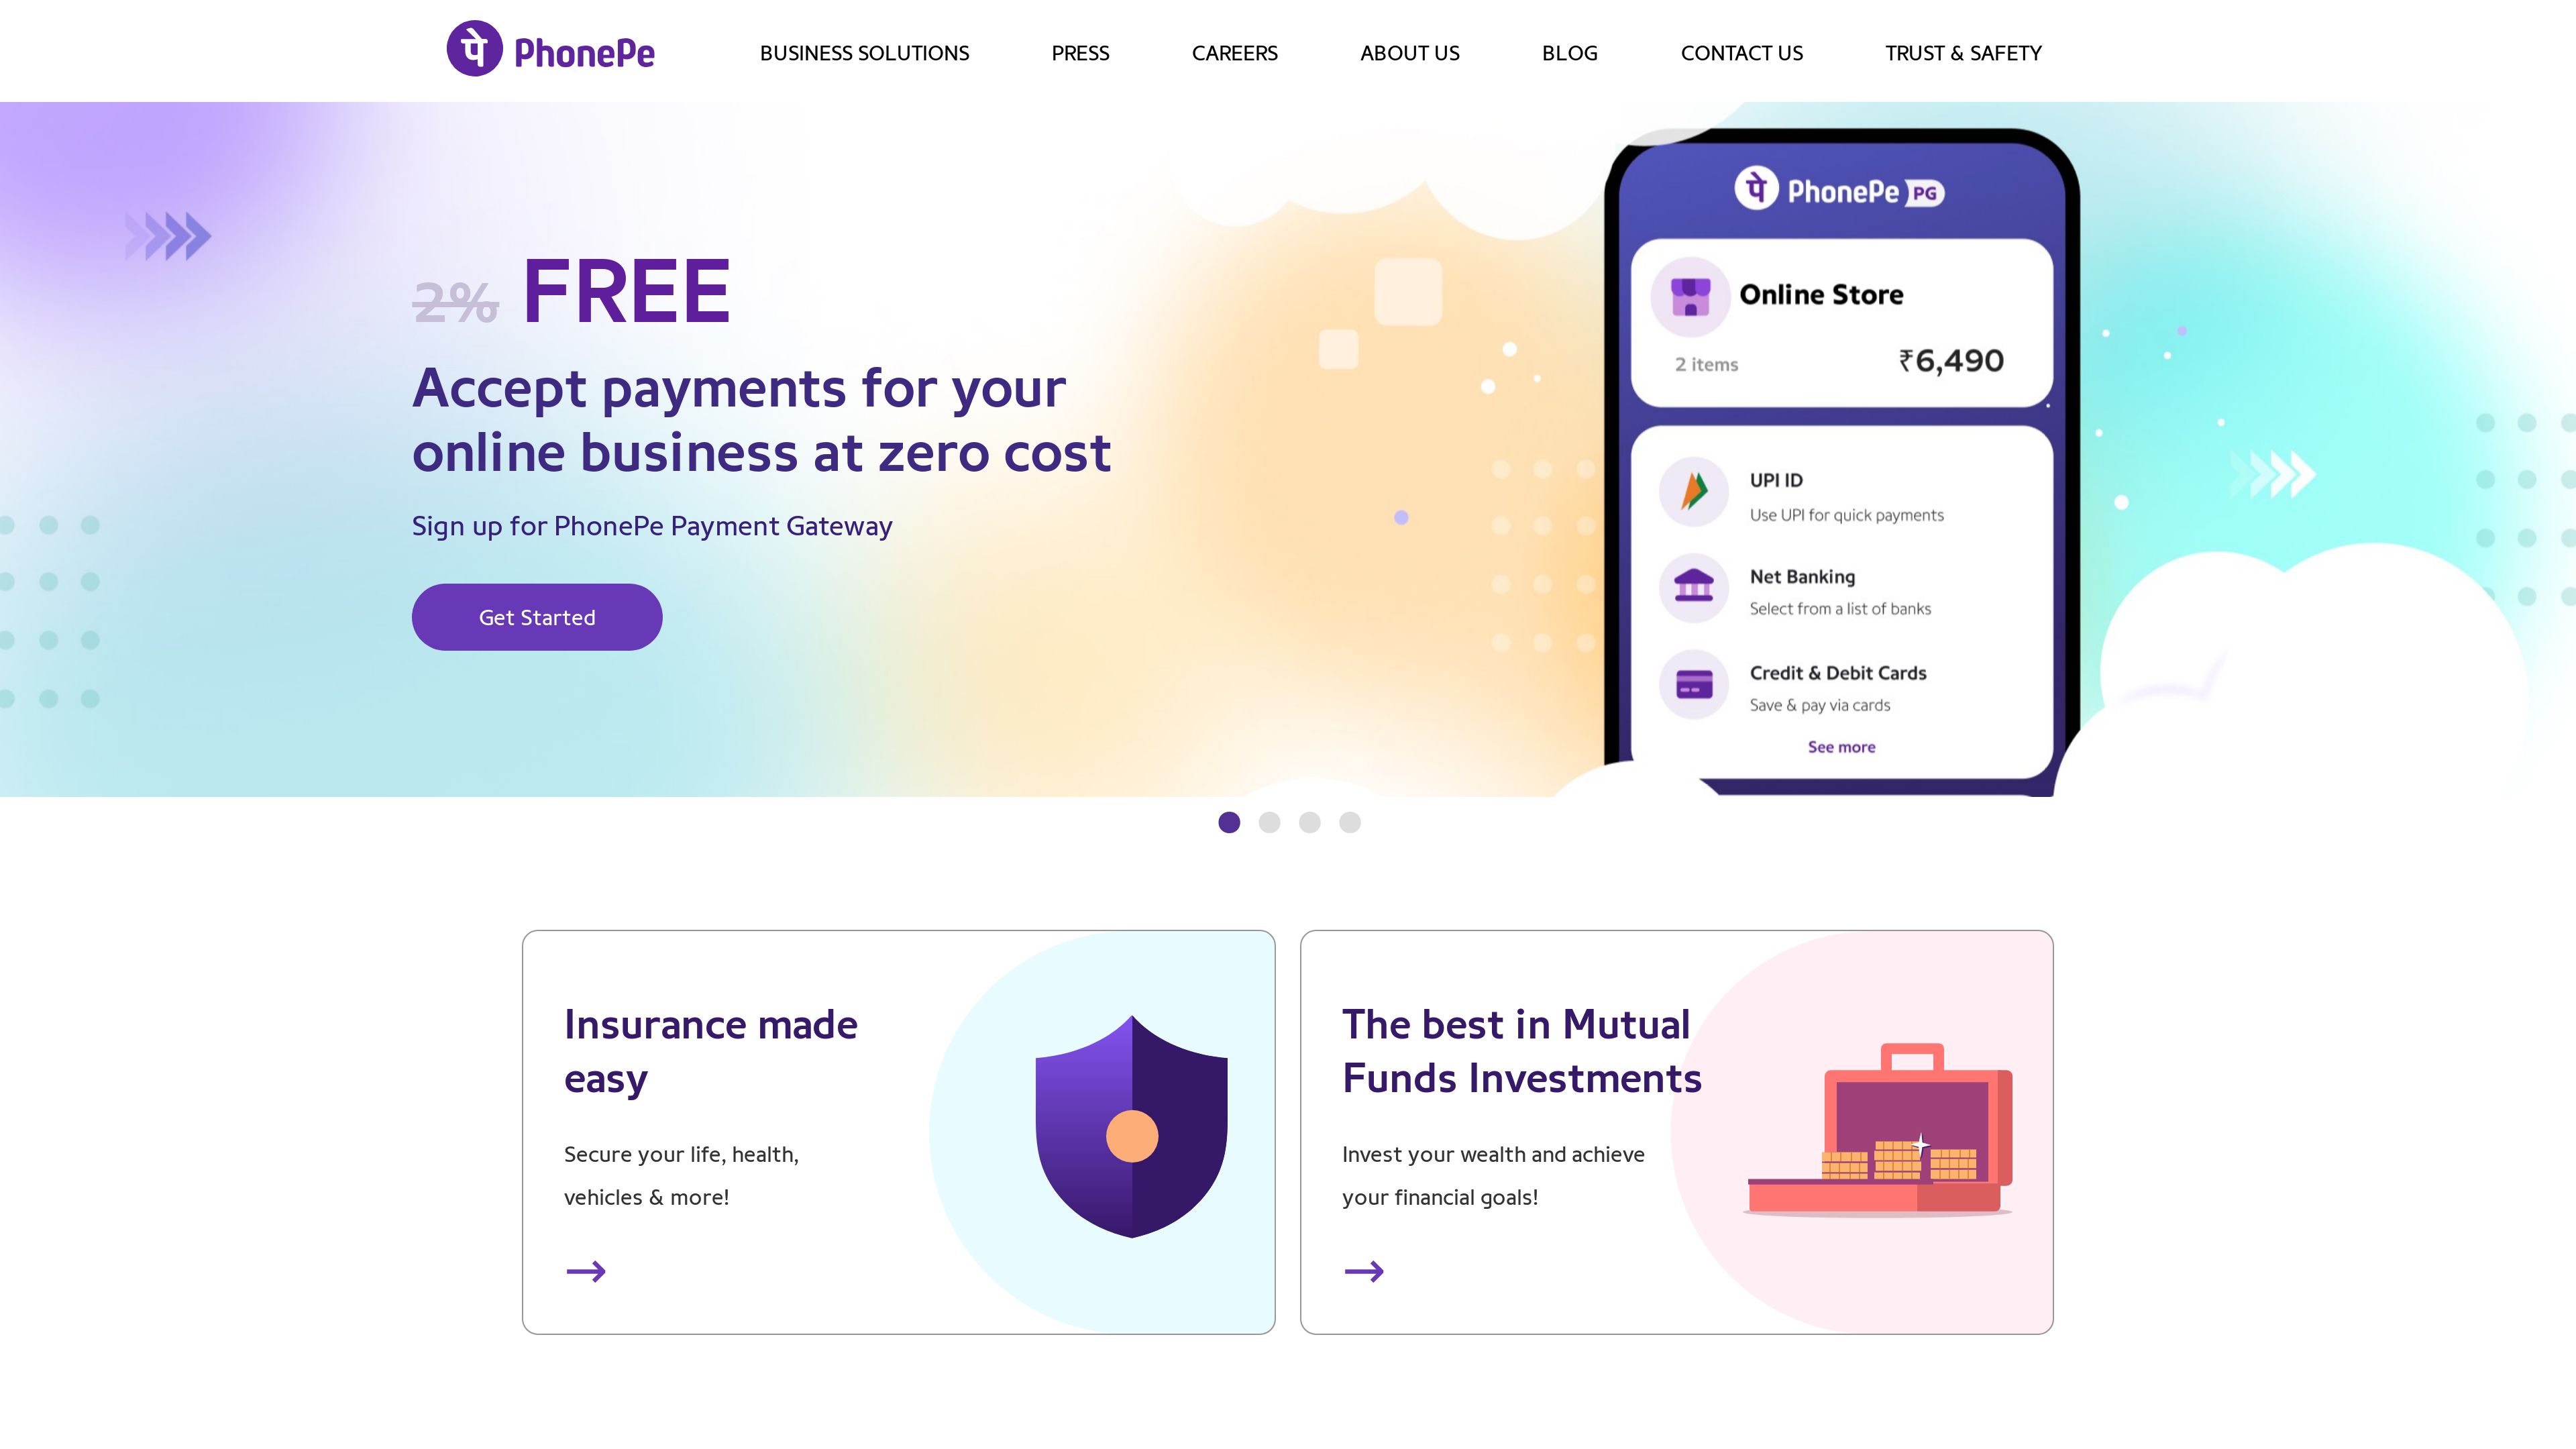 पे PhonePe
BUSINESS SOLUTIONS
PRESS
CAREERS
ABOUT US
BLOG
CONTACT US
TRUST & SAFETY
2% FREE
Accept payments for your
online business at zero cost
Sign up for PhonePe Payment Gateway
Get Started
पे PhonePe PG
Online Store
2 items ₹6,490
UPI ID
Use UPI for quick payments
Net Banking
Select from a list of banks
Credit & Debit Cards
Save & pay via cards
See more
Insurance made
easy
Secure your life, health,
vehicles & more!
The best in Mutual
Funds Investments
Invest your wealth and achieve
your financial goals!